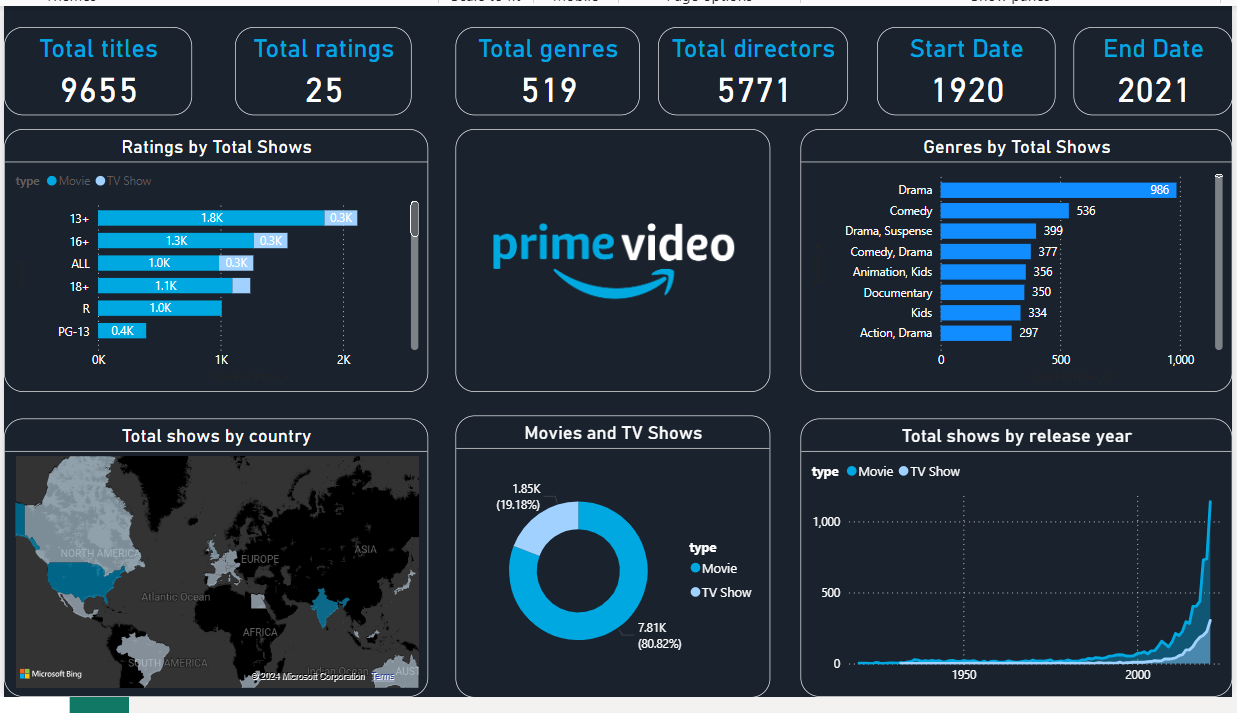 Total titles
9655
Total ratings
25
Total genres
519
Total directors
5771
Start Date
1920
End Date
2021
Ratings by Total Shows
type Movie TV Show
13+ 1.8K 0.3K
16+ 1.3K 0.3K
ALL 1.0K 0.3K
18+ 1.1K
R 1.0K
PG-13 0.4K
0K 1K 2K
prime video
Genres by Total Shows
Drama 986
Comedy 536
Drama, Suspense 399
Comedy, Drama 377
Animation, Kids 356
Documentary 350
Kids 334
Action, Drama 297
0 500 1,000
Total shows by country
NORTH AMERICA
EUROPE
ASIA
Atlantic Ocean
AFRICA
SOUTH AMERICA
Indian Ocean
AUST
Microsoft Bing
© 2024 Microsoft Corporation Terms
Movies and TV Shows
1.85K
(19.18%)
type
Movie
TV Show
7.81K
(80.82%)
Total shows by release year
type Movie TV Show
1,000
500
0
1950 2000